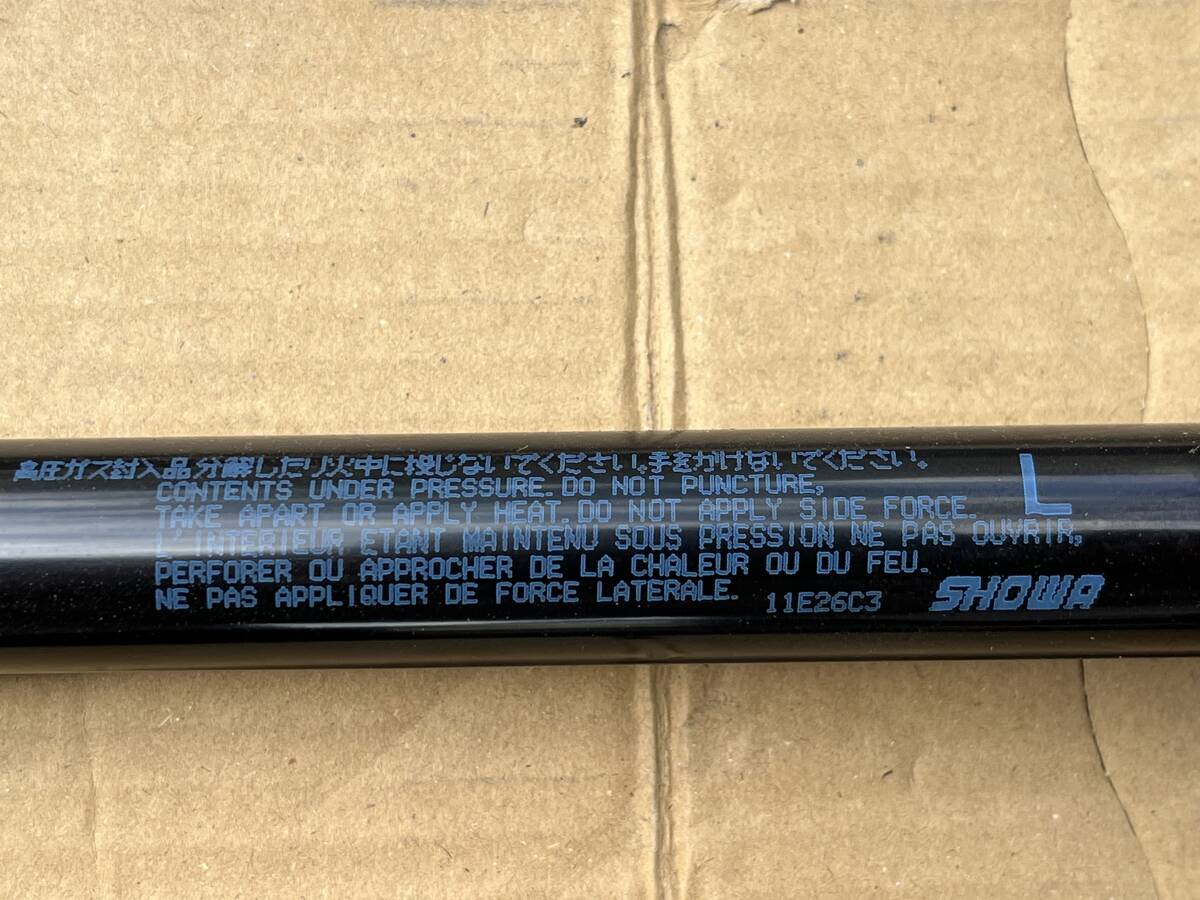 高圧ガス封入品分解したり火中に投じないでください。手をかけないでください。
L
CONTENTS UNDER PRESSURE. DO NOT PUNCTURE,
TAKE APART OR APPLY HEAT. DO NOT APPLY SIDE FORCE.
L'INTERIEUR ETANT MAINTENU SOUS PRESSION NE PAS OUVRIR,
PERFORER OU APPROCHER DE LA CHALEUR OU DU FEU.
NE PAS APPLIQUER DE FORCE LATERALE.
11E26C3
SHOWA